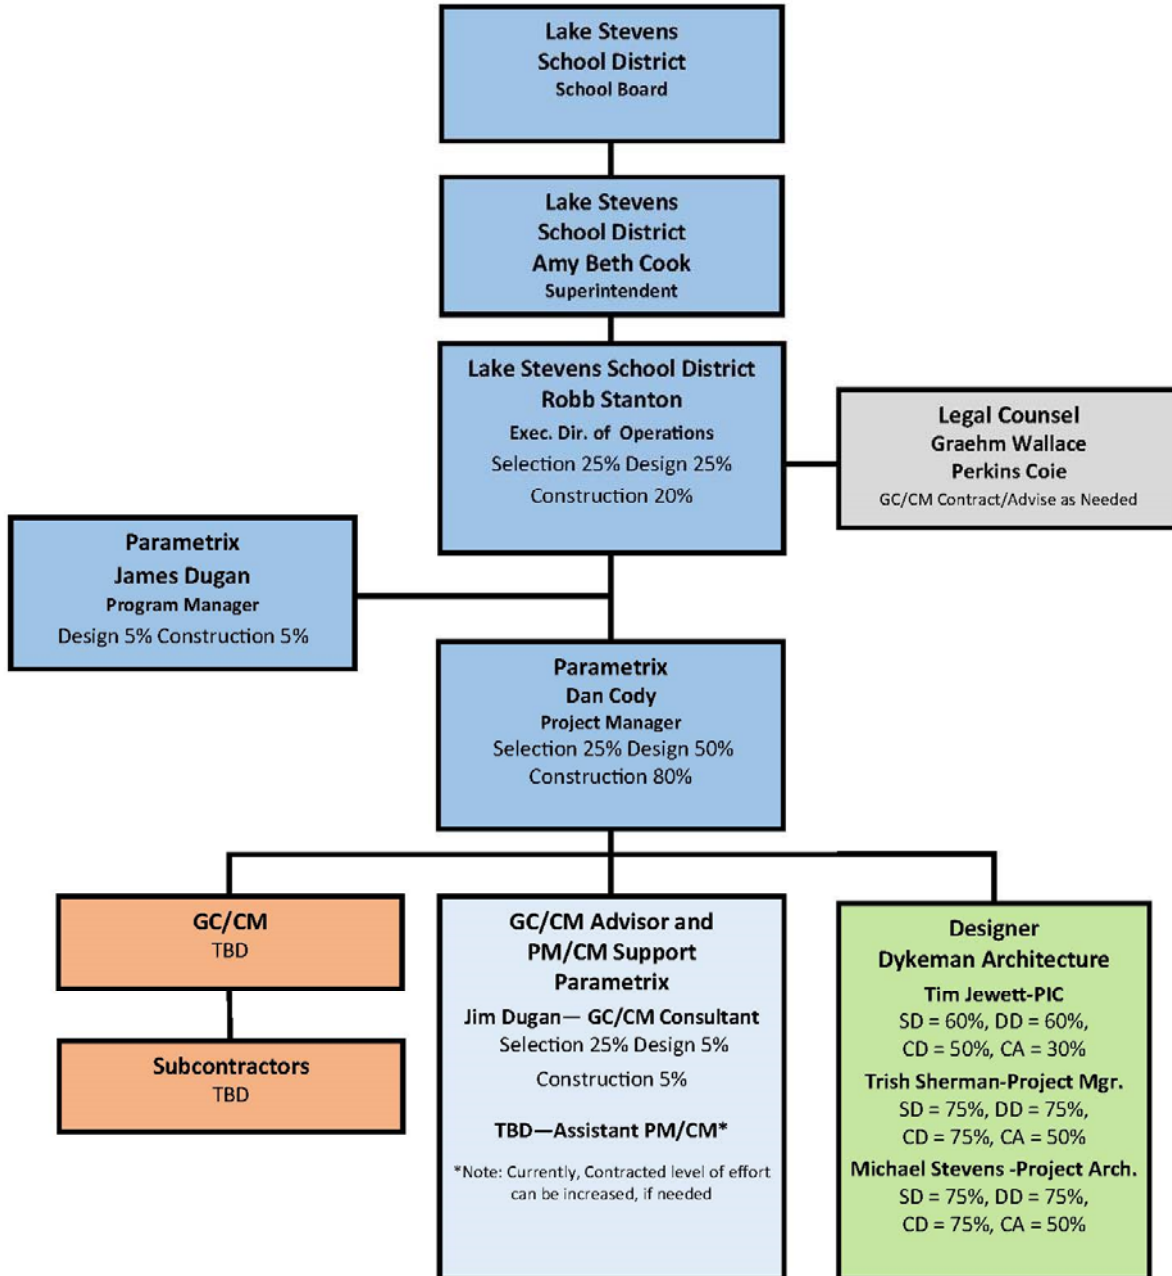 Lake Stevens
School District
School Board
Lake Stevens
School District
Amy Beth Cook
Superintendent
Lake Stevens School District
Robb Stanton
Exec. Dir. of Operations
Selection 25% Design 25%
Construction 20%
Legal Counsel
Graehm Wallace
Perkins Coie
GC/CM Contract/Advise as Needed
Parametrix
James Dugan
Program Manager
Design 5% Construction 5%
Parametrix
Dan Cody
Project Manager
Selection 25% Design 50%
Construction 80%
GC/CM
TBD
Subcontractors
TBD
GC/CM Advisor and
PM/CM Support
Parametrix
Jim Dugan— GC/CM Consultant
Selection 25% Design 5%
Construction 5%
TBD—Assistant PM/CM*
*Note: Currently, Contracted level of effort
can be increased, if needed
Designer
Dykeman Architecture
Tim Jewett-PIC
SD = 60%, DD = 60%,
CD = 50%, CA = 30%
Trish Sherman-Project Mgr.
SD = 75%, DD = 75%,
CD = 75%, CA = 50%
Michael Stevens -Project Arch.
SD = 75%, DD = 75%,
CD = 75%, CA = 50%